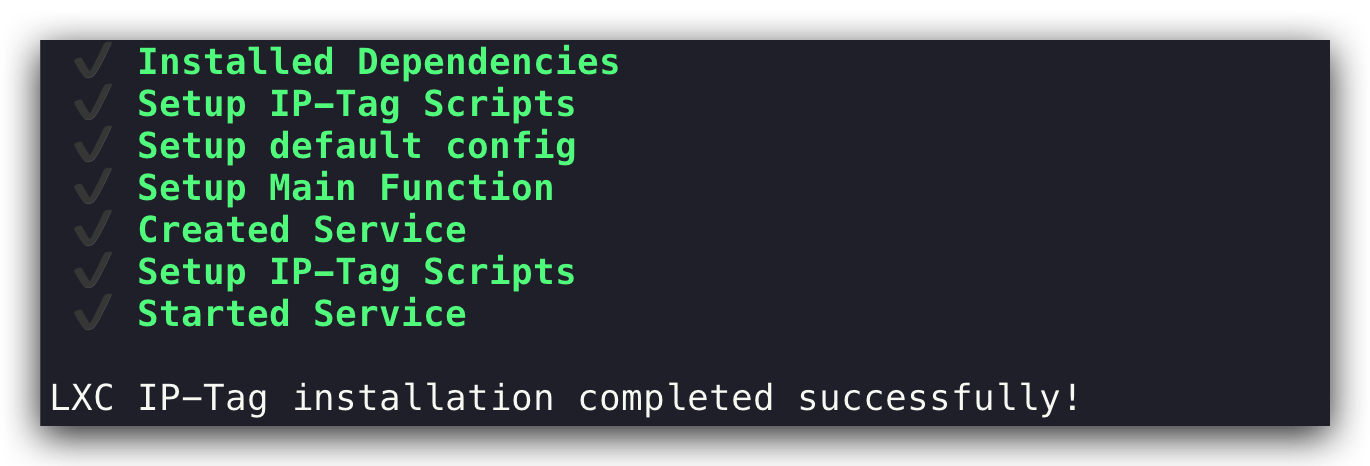 ✔ Installed Dependencies
✔ Setup IP-Tag Scripts
✔ Setup default config
✔ Setup Main Function
✔ Created Service
✔ Setup IP-Tag Scripts
✔ Started Service
LXC IP-Tag installation completed successfully!